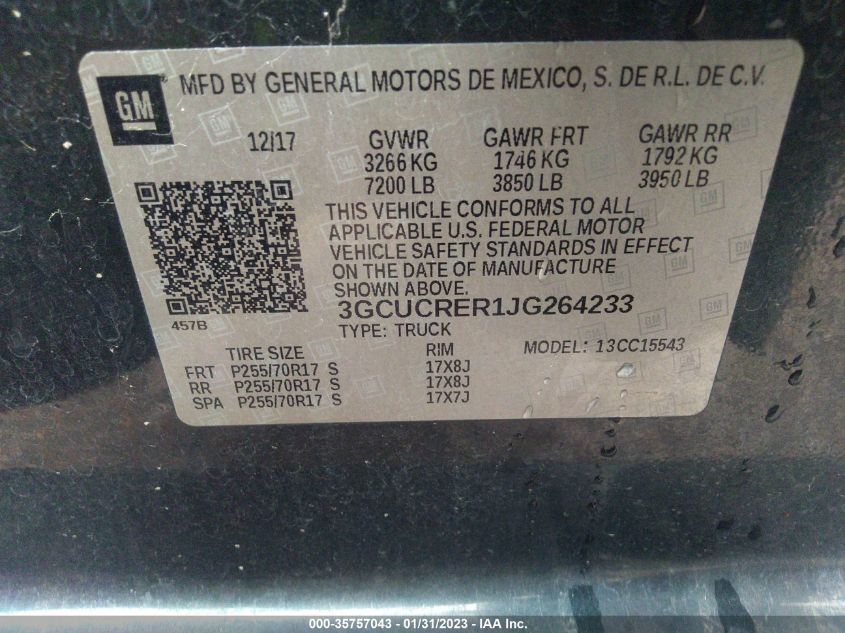 GM
MFD BY GENERAL MOTORS DE MEXICO, S. DE R.L. DE C.V.
12/17 GVWR GAWR FRT GAWR RR
3266 KG 1746 KG 1792 KG
7200 LB 3850 LB 3950 LB
THIS VEHICLE CONFORMS TO ALL
APPLICABLE U.S. FEDERAL MOTOR
VEHICLE SAFETY STANDARDS IN EFFECT
ON THE DATE OF MANUFACTURE
SHOWN ABOVE.
457B
3GCUCRER1JG264233
TYPE: TRUCK MODEL: 13CC15543
TIRE SIZE RIM
FRT P255/70R17 S 17X8J
RR P255/70R17 S 17X8J
SPA P255/70R17 S 17X7J
000-35757043 - 01/31/2023 - IAA Inc.